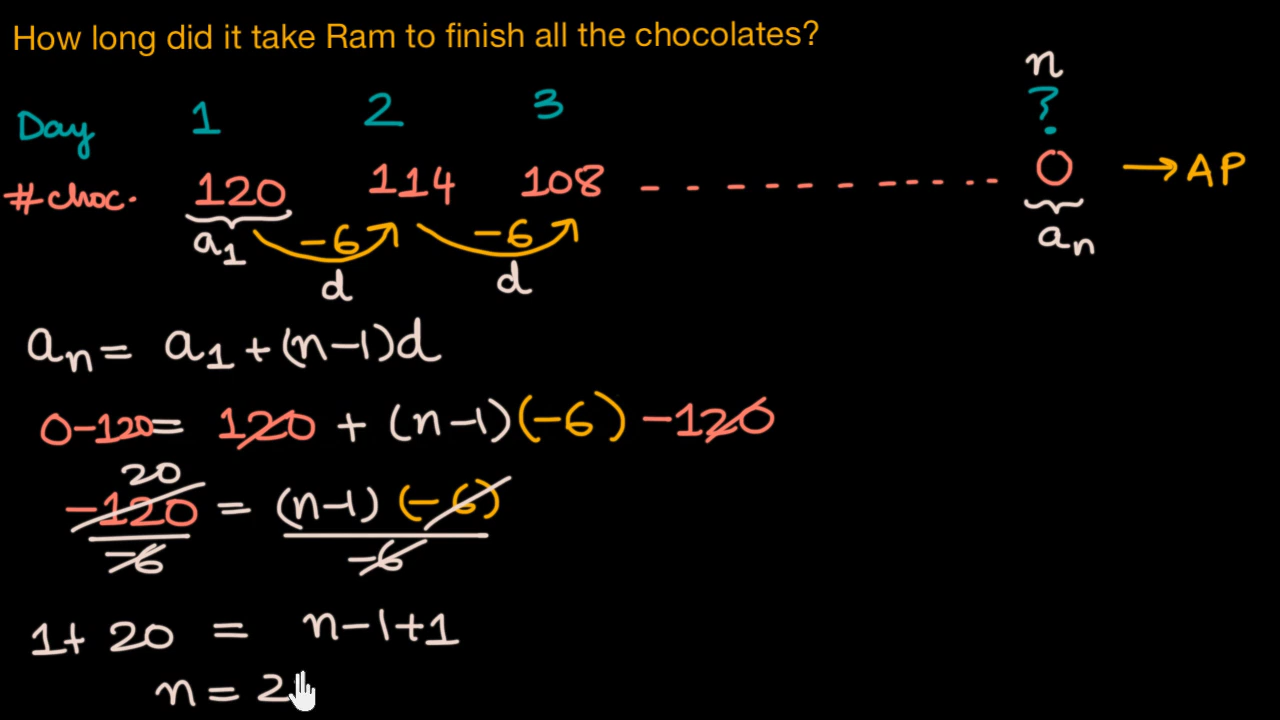 How long did it take Ram to finish all the chocolates?
n
Day 1 2 3 ?
#choc. 120 114 108 - - - - - - - - - - - 0 → AP
a₁ -6 -6 aₙ
d d
aₙ = a₁ + (n-1)d
0-120 = 120 + (n-1)(-6) -120
20
-120 = (n-1) (-6)
-6 -6
1+ 20 = n-1+1
n = 2